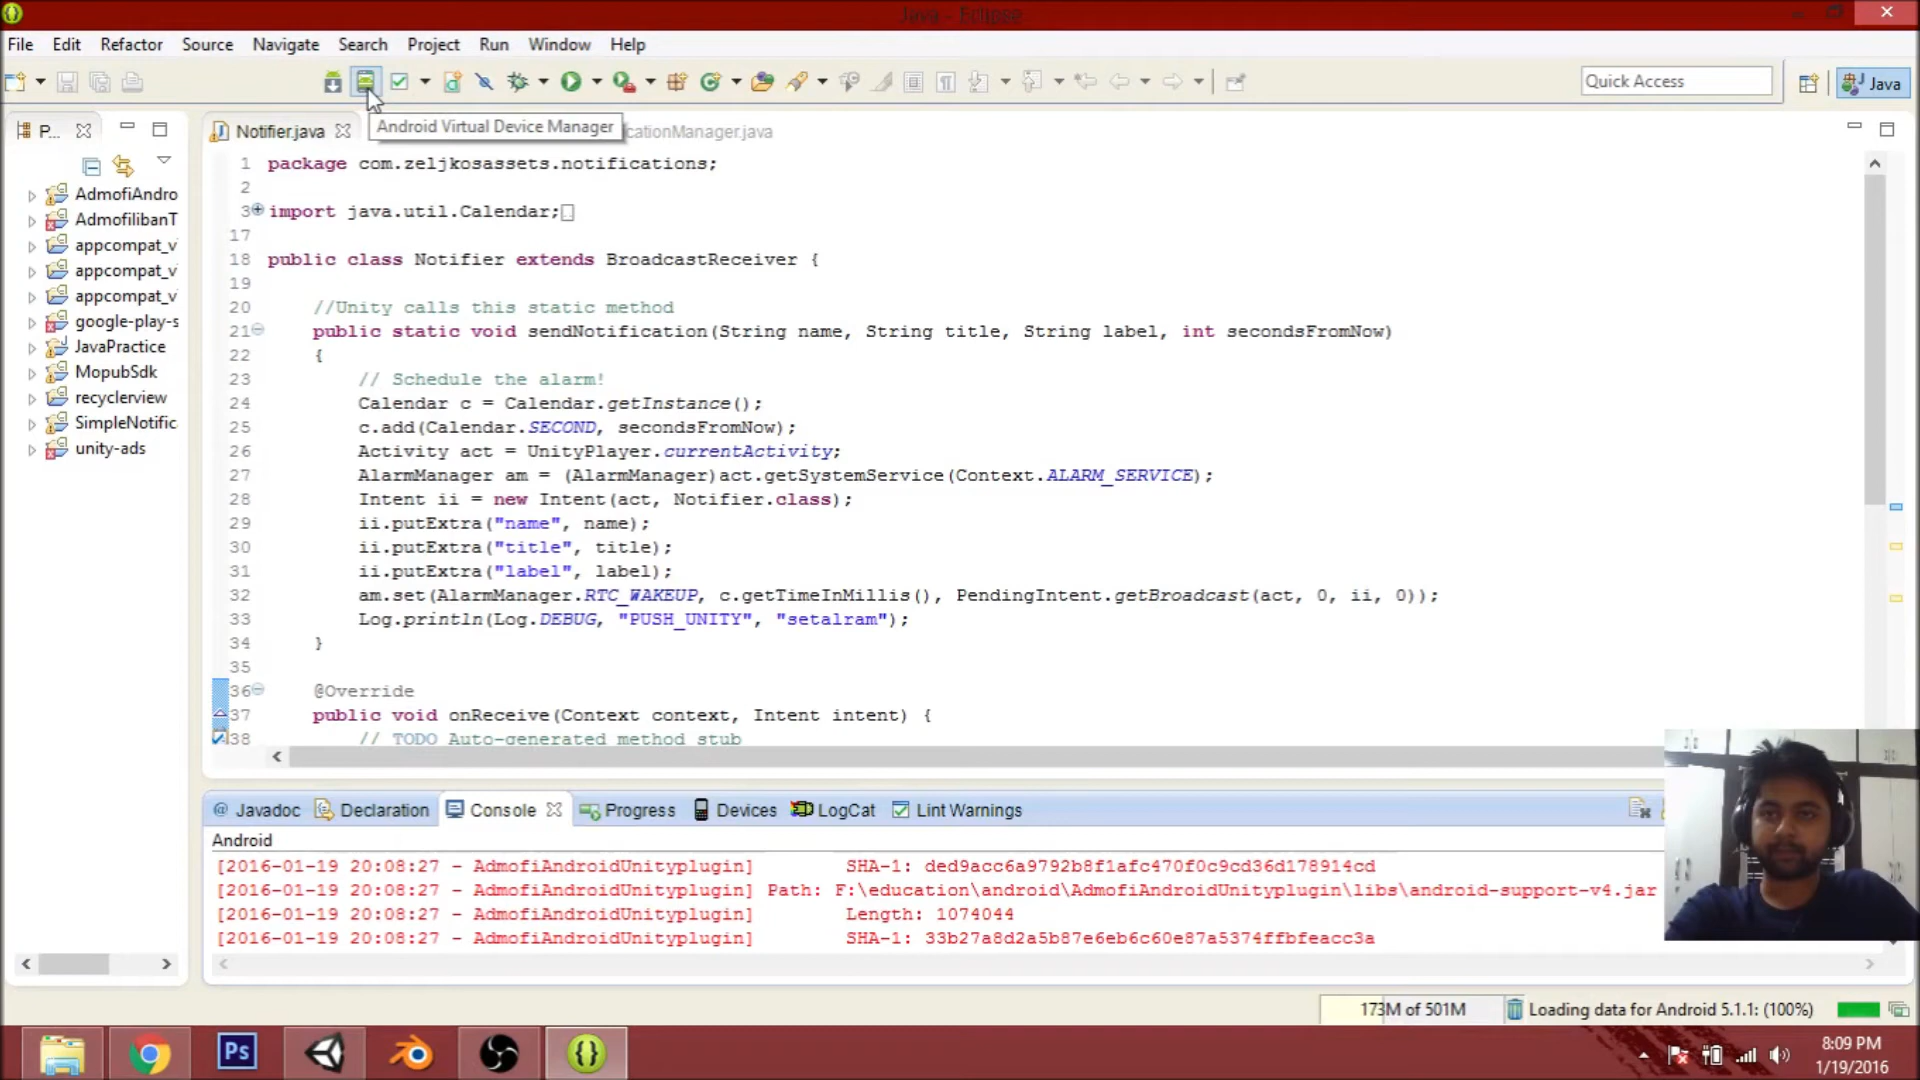 Java - Eclipse
File Edit Refactor Source Navigate Search Project Run Window Help
Quick Access
Java
P...
Notifier.java
Android Virtual Device Manager
icationManager.java
AdmofiAndro
AdmofilibanT
appcompat_v
appcompat_v
appcompat_v
google-play-s
JavaPractice
MopubSdk
recyclerview
SimpleNotific
unity-ads
1 package com.zeljkosassets.notifications;
2
3 import java.util.Calendar;
17
18 public class Notifier extends BroadcastReceiver {
19
20 //Unity calls this static method
21 public static void sendNotification(String name, String title, String label, int secondsFromNow)
22 {
23 // Schedule the alarm!
24 Calendar c = Calendar.getInstance();
25 c.add(Calendar.SECOND, secondsFromNow);
26 Activity act = UnityPlayer.currentActivity;
27 AlarmManager am = (AlarmManager)act.getSystemService(Context.ALARM_SERVICE);
28 Intent ii = new Intent(act, Notifier.class);
29 ii.putExtra("name", name);
30 ii.putExtra("title", title);
31 ii.putExtra("label", label);
32 am.set(AlarmManager.RTC_WAKEUP, c.getTimeInMillis(), PendingIntent.getBroadcast(act, 0, ii, 0));
33 Log.println(Log.DEBUG, "PUSH_UNITY", "setalram");
34 }
35
36 @Override
37 public void onReceive(Context context, Intent intent) {
38 // TODO Auto-generated method stub
@ Javadoc Declaration Console Progress Devices LogCat Lint Warnings
Android
[2016-01-19 20:08:27 - AdmofiAndroidUnityplugin] SHA-1: ded9acc6a9792b8f1afc470f0c9cd36d178914cd
[2016-01-19 20:08:27 - AdmofiAndroidUnityplugin] Path: F:\education\android\AdmofiAndroidUnityplugin\libs\android-support-v4.jar
[2016-01-19 20:08:27 - AdmofiAndroidUnityplugin] Length: 1074044
[2016-01-19 20:08:27 - AdmofiAndroidUnityplugin] SHA-1: 33b27a8d2a5b87e6eb6c60e87a5374ffbfeacc3a
173M of 501M
Loading data for Android 5.1.1: (100%)
Ps
8:09 PM
1/19/2016